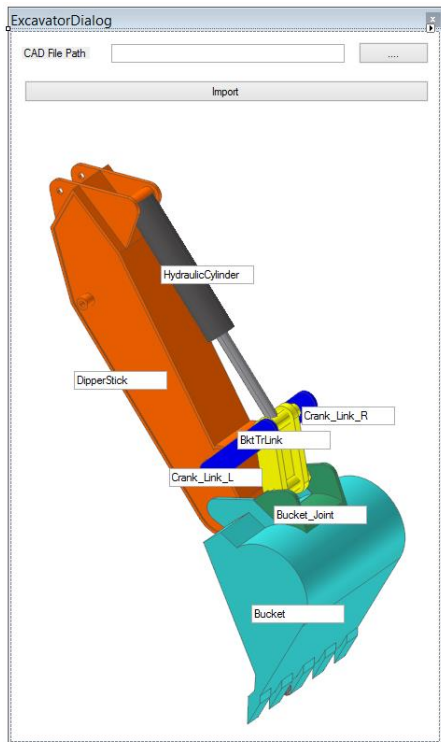 ExcavatorDialog
x
CAD File Path
....
Import
HydraulicCylinder
DipperStick
Crank_Link_R
BktTrLink
Crank_Link_L
Bucket_Joint
Bucket